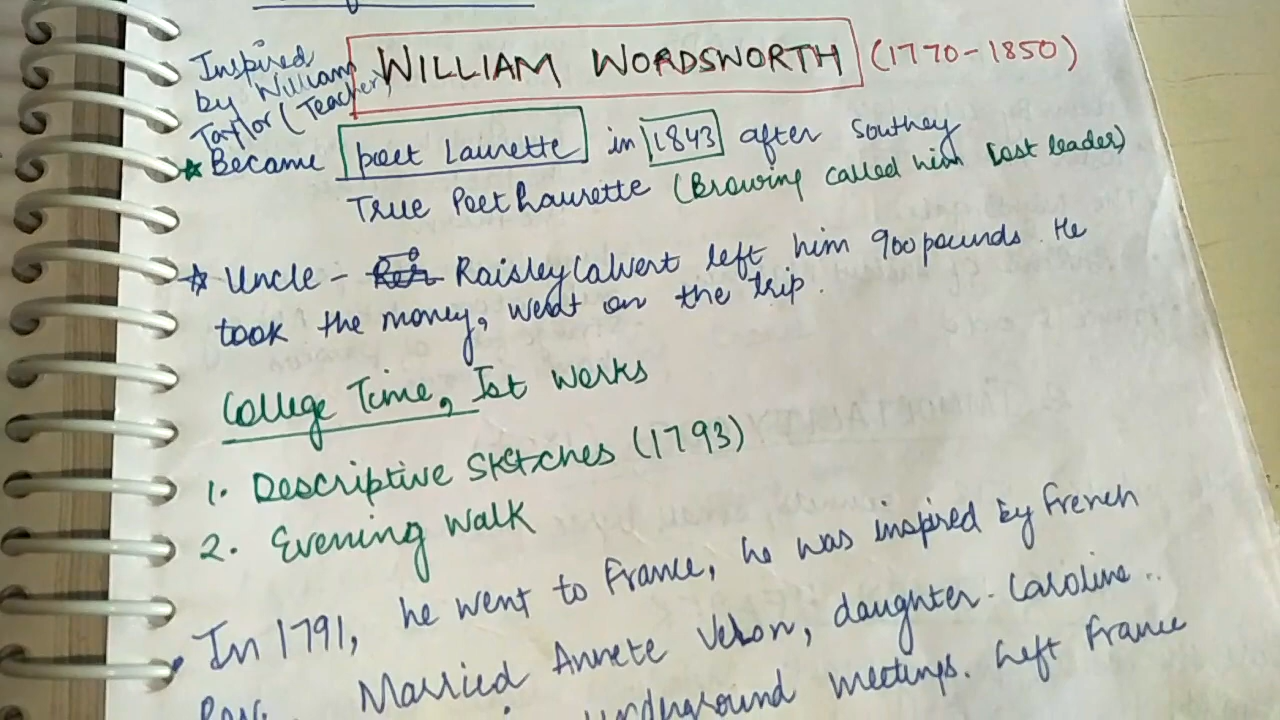 Inspired
by William
Taylor (Teacher)
WILLIAM WORDSWORTH (1770-1850)
Became poet Laurette in 1843 after Southey
True Poet Laurette (Browing called him Lost leader)
Uncle - Raisley Calvert left him 900 pounds. He
took the money, went on the trip.
College Time, Ist Works
1. Descriptive Sketches (1793)
2. Evening Walk
In 1791, he went to France, he was inspired by French
Married Annete Velon, daughter. Caroline..
underground meetings. Left France